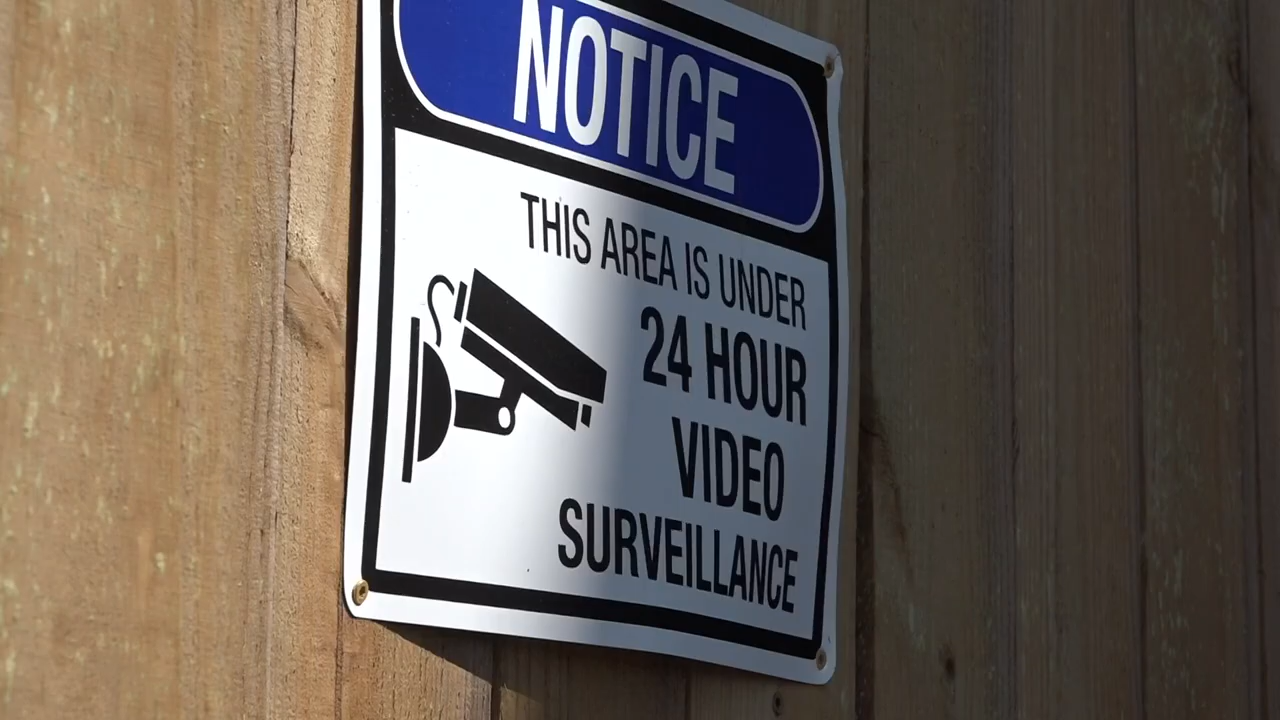 NOTICE
THIS AREA IS UNDER
24 HOUR
VIDEO
SURVEILLANCE